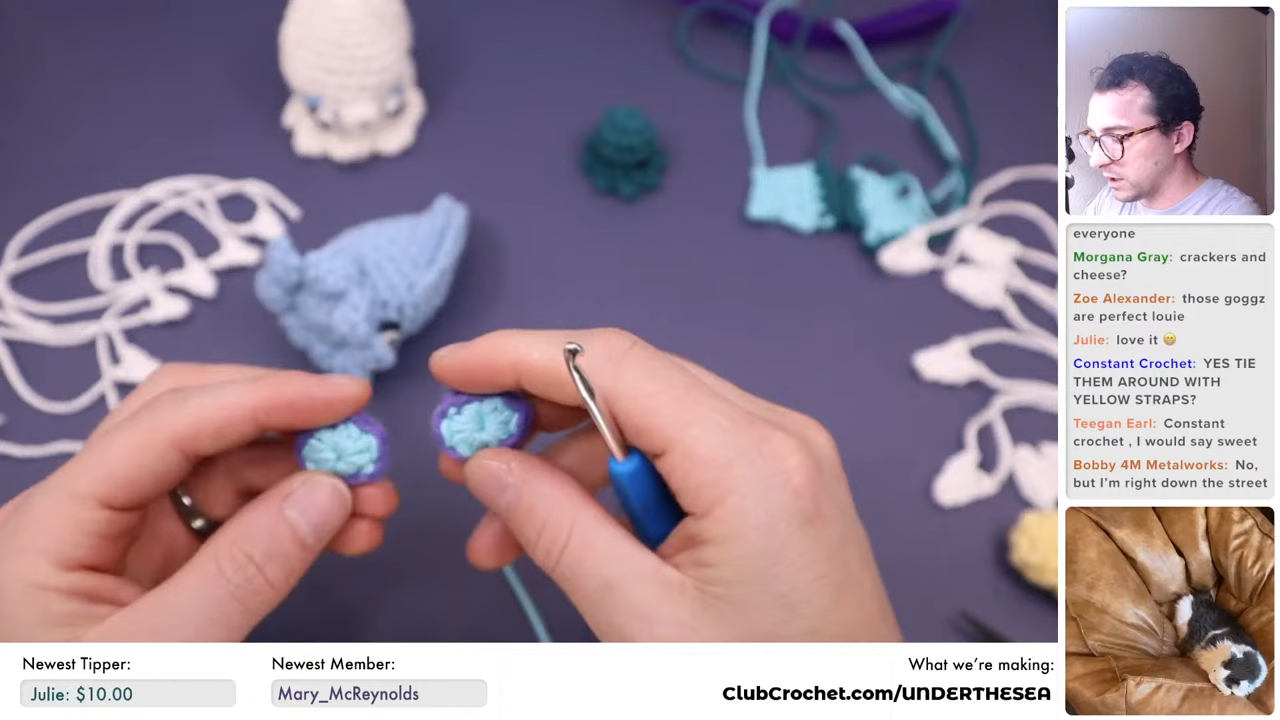 everyone
Morgana Gray: crackers and
cheese?
Zoe Alexander: those goggz
are perfect louie
Julie: love it 😁
Constant Crochet: YES TIE
THEM AROUND WITH
YELLOW STRAPS?
Teegan Earl: Constant
crochet , I would say sweet
Bobby 4M Metalworks: No,
but I'm right down the street
Newest Tipper:
Julie: $10.00
Newest Member:
Mary_McReynolds
What we're making:
ClubCrochet.com/UNDERTHESEA